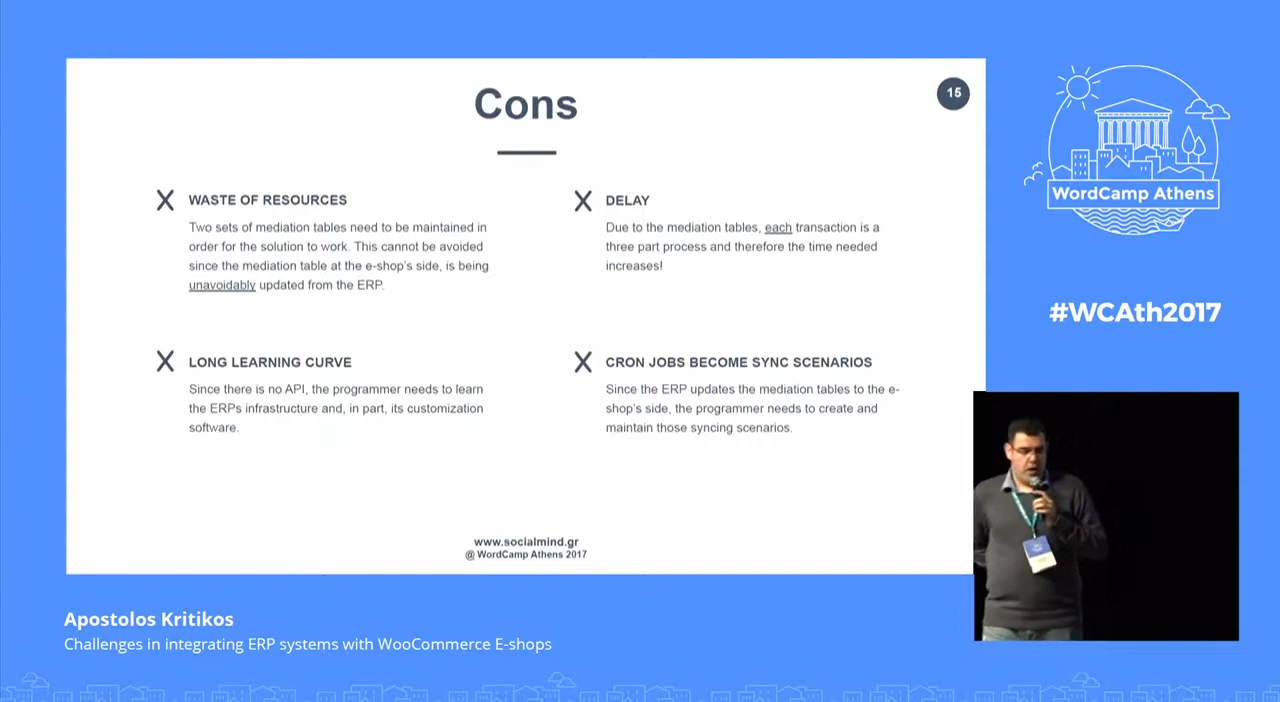 Cons
15
X WASTE OF RESOURCES
Two sets of mediation tables need to be maintained in
order for the solution to work. This cannot be avoided
since the mediation table at the e-shop's side, is being
unavoidably updated from the ERP.
X DELAY
Due to the mediation tables, each transaction is a
three part process and therefore the time needed
increases!
X LONG LEARNING CURVE
Since there is no API, the programmer needs to learn
the ERPs infrastructure and, in part, its customization
software.
X CRON JOBS BECOME SYNC SCENARIOS
Since the ERP updates the mediation tables to the e-
shop's side, the programmer needs to create and
maintain those syncing scenarios.
www.socialmind.gr
@ WordCamp Athens 2017
WordCamp Athens
#WCAth2017
Apostolos Kritikos
Challenges in integrating ERP systems with WooCommerce E-shops